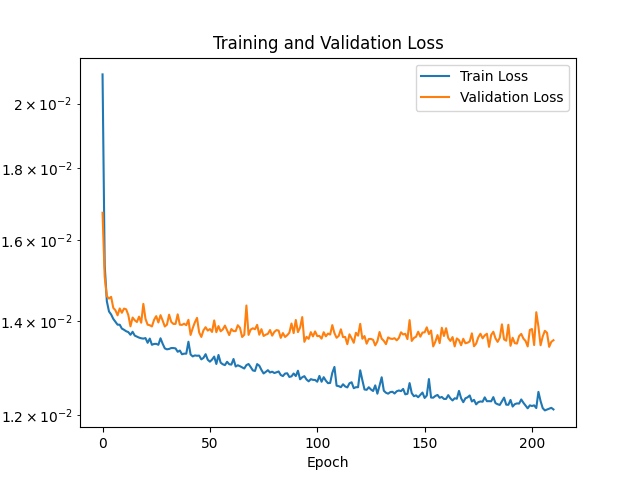 Training and Validation Loss
Train Loss
Validation Loss
2 × 10⁻²
1.8 × 10⁻²
1.6 × 10⁻²
1.4 × 10⁻²
1.2 × 10⁻²
0 50 100 150 200
Epoch